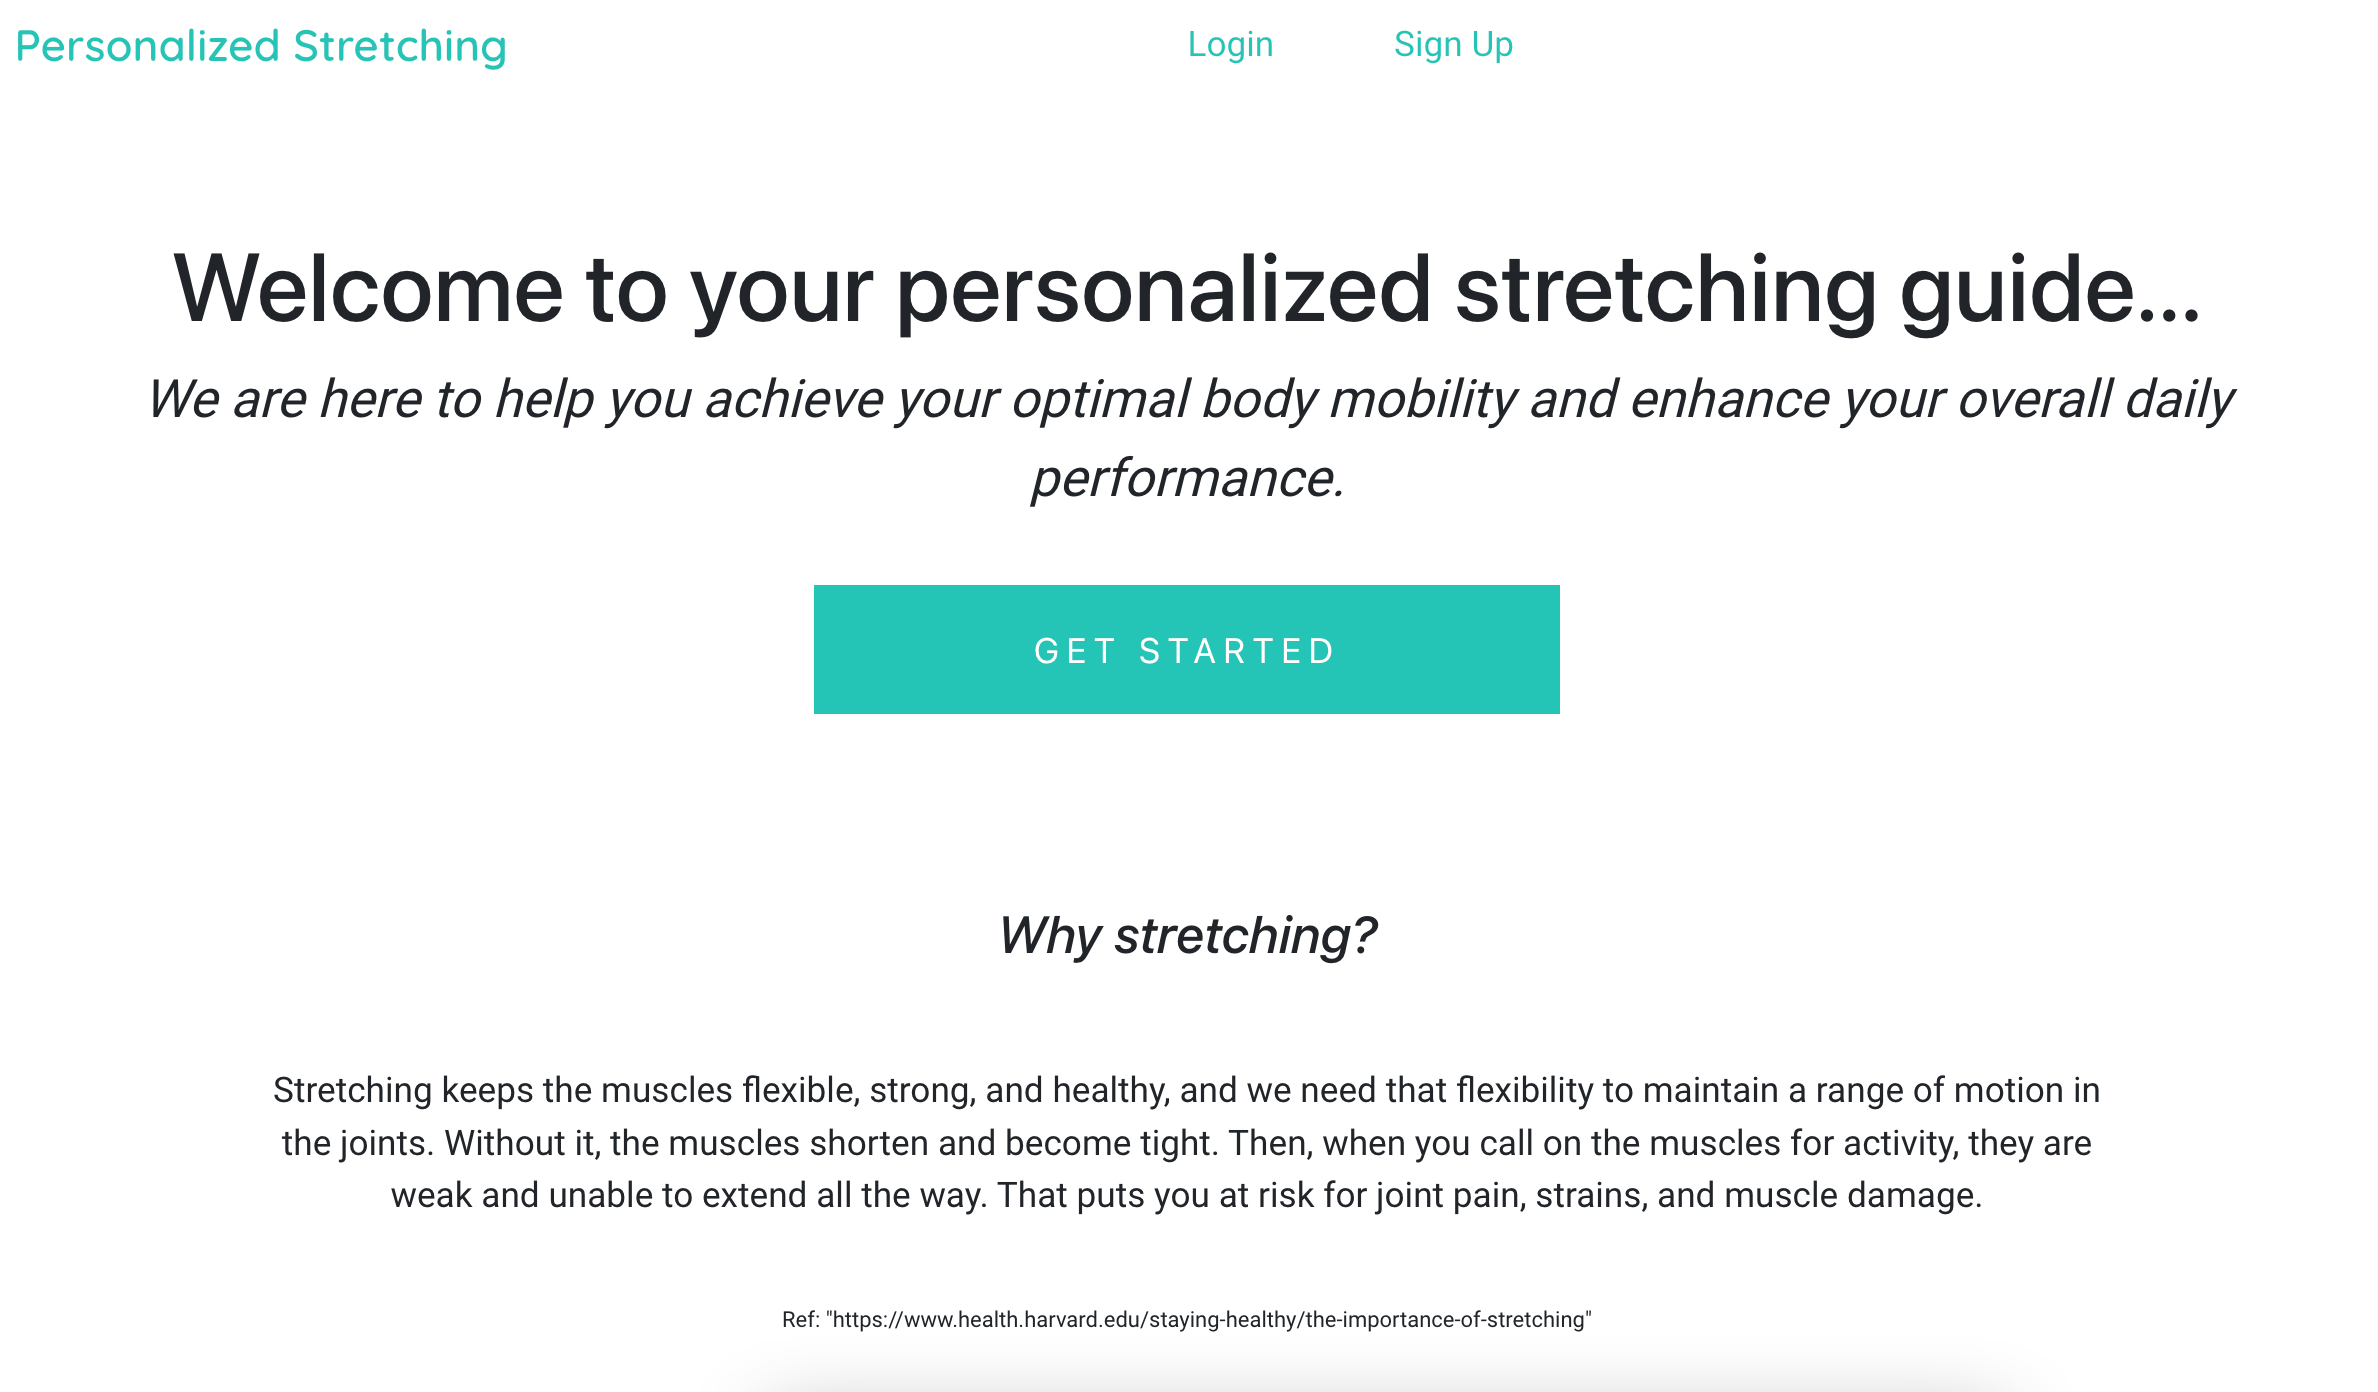 Personalized Stretching
Login
Sign Up
Welcome to your personalized stretching guide...
We are here to help you achieve your optimal body mobility and enhance your overall daily
performance.
GET STARTED
Why stretching?
Stretching keeps the muscles flexible, strong, and healthy, and we need that flexibility to maintain a range of motion in
the joints. Without it, the muscles shorten and become tight. Then, when you call on the muscles for activity, they are
weak and unable to extend all the way. That puts you at risk for joint pain, strains, and muscle damage.
Ref: "https://www.health.harvard.edu/staying-healthy/the-importance-of-stretching"